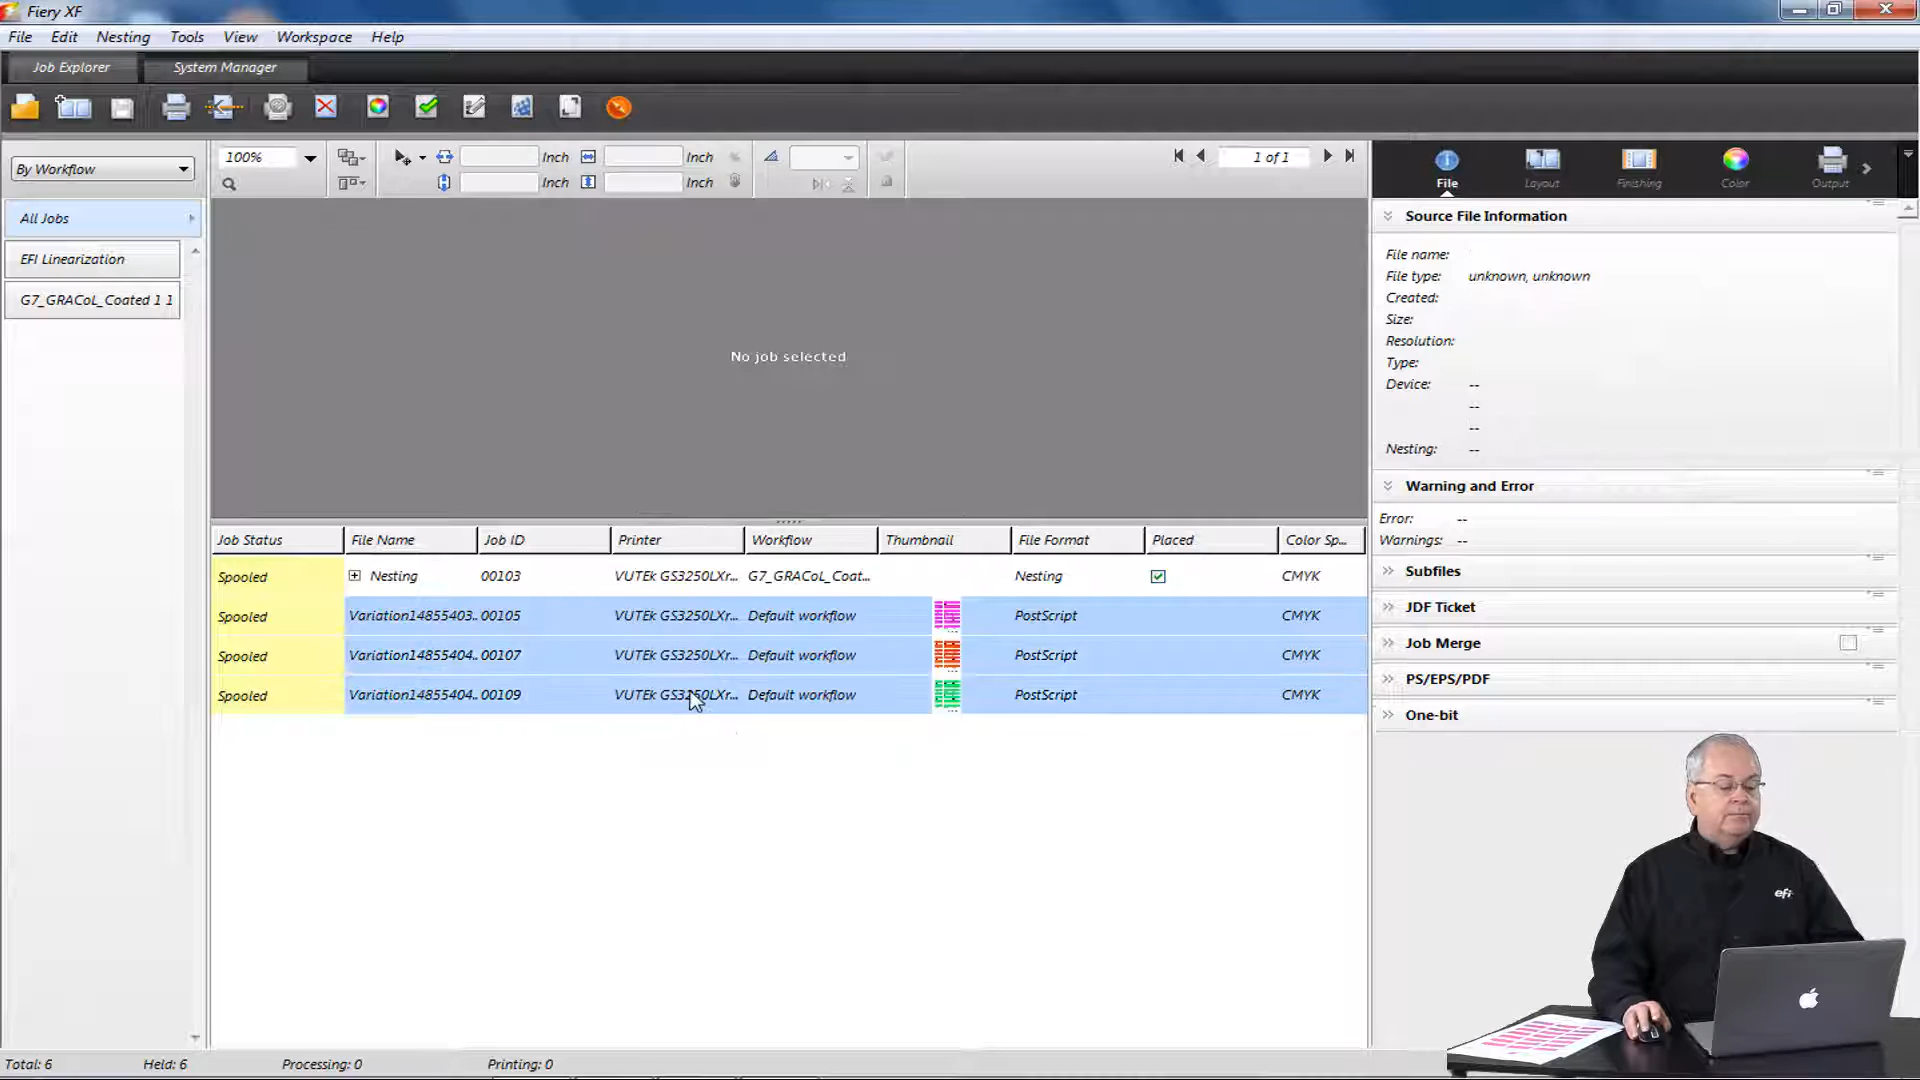 Fiery XF
File Edit Nesting Tools View Workspace Help
Job Explorer System Manager
By Workflow
100%
Inch Inch
Inch Inch
1 of 1
All Jobs
EFI Linearization
G7_GRACoL_Coated 1 1
No job selected
File Layout Finishing Color Output
Source File Information
File name:
File type: unknown, unknown
Created:
Size:
Resolution:
Type:
Device: --
--
--
Nesting: --
Warning and Error
Error: --
Warnings: --
Subfiles
JDF Ticket
Job Merge
PS/EPS/PDF
One-bit
Job Status File Name Job ID Printer Workflow Thumbnail File Format Placed Color Sp...
Spooled Nesting 00103 VUTEk GS3250LXr... G7_GRACoL_Coat... Nesting CMYK
Spooled Variation14855403.. 00105 VUTEk GS3250LXr... Default workflow PostScript CMYK
Spooled Variation14855404.. 00107 VUTEk GS3250LXr... Default workflow PostScript CMYK
Spooled Variation14855404.. 00109 VUTEk GS3250LXr... Default workflow PostScript CMYK
efi
Total: 6 Held: 6 Processing: 0 Printing: 0